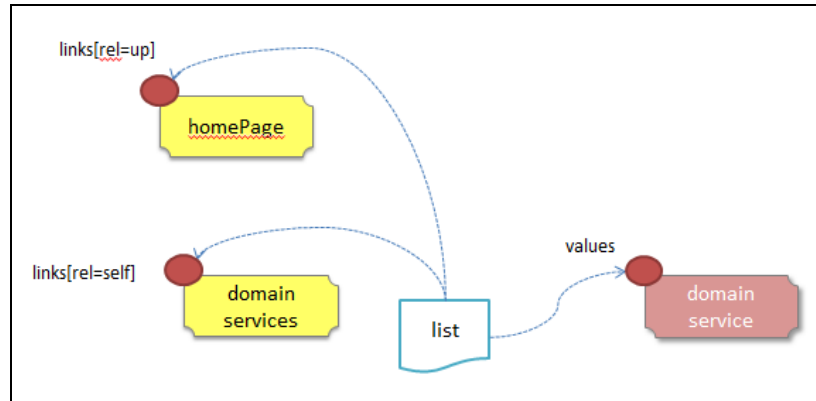 links[rel=up]
homePage
links[rel=self]
domain
services
list
values
domain
service